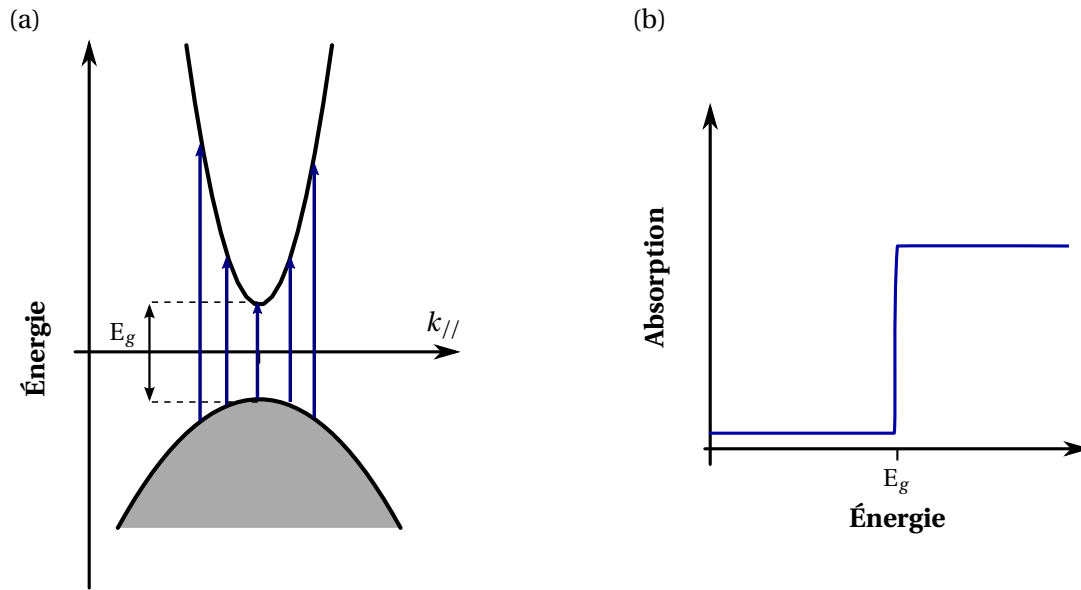 (a)
Énergie
E_g
k_//
(b)
Absorption
E_g
Énergie